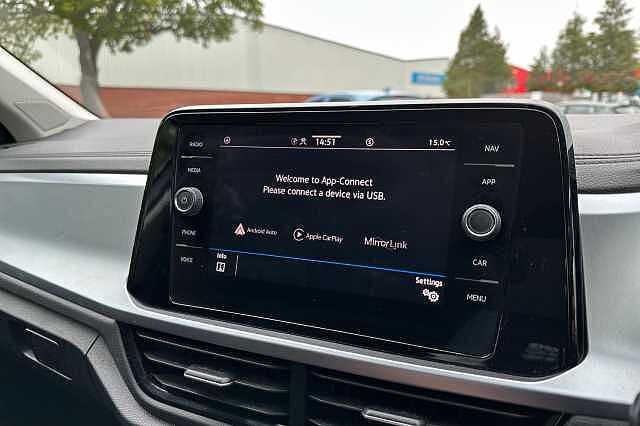 RADIO
14:51
15.0°C
NAV
MEDIA
Welcome to App-Connect
Please connect a device via USB.
APP
Android Auto
Apple CarPlay
MirrorLink
PHONE
VOICE
Info
Settings
CAR
MENU